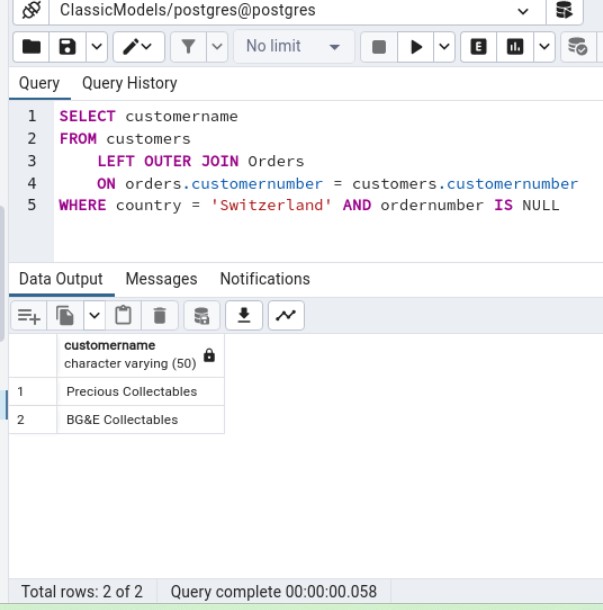 ClassicModels/postgres@postgres
No limit
E
Query Query History
1 SELECT customername
2 FROM customers
3 LEFT OUTER JOIN Orders
4 ON orders.customernumber = customers.customernumber
5 WHERE country = 'Switzerland' AND ordernumber IS NULL
Data Output Messages Notifications
customername
character varying (50)
1 Precious Collectables
2 BG&E Collectables
Total rows: 2 of 2 Query complete 00:00:00.058